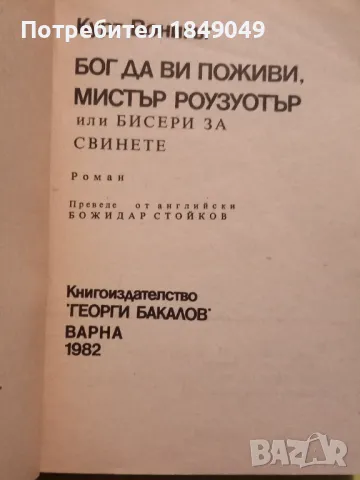 Потребител 1849049
БОГ ДА ВИ ПОЖИВИ,
МИСТЪР РОУЗУОТЪР
или БИСЕРИ ЗА
СВИНЕТЕ
Роман
Преведе от английски
БОЖИДАР СТОЙКОВ
Книгоиздателство
"ГЕОРГИ БАКАЛОВ"
ВАРНА
1982
bazar